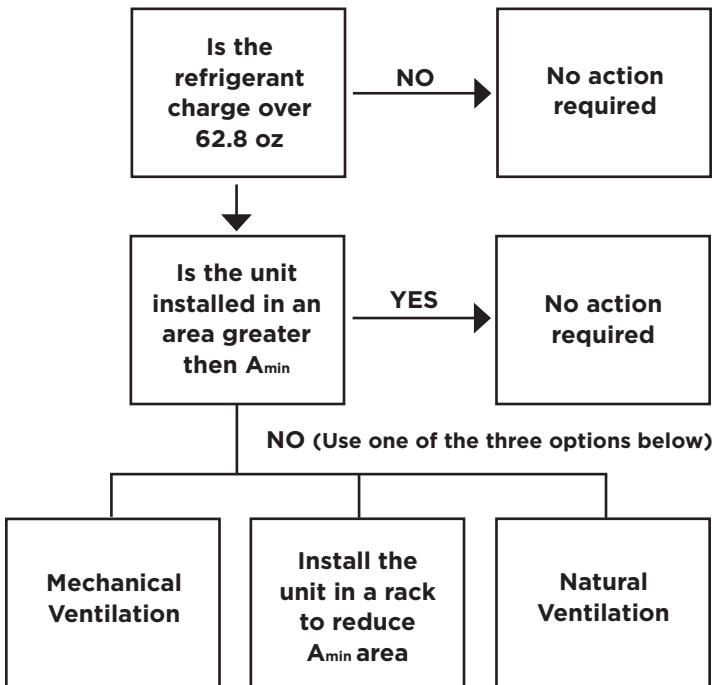 Is the
refrigerant
charge over
62.8 oz
NO
No action
required
Is the unit
installed in an
area greater
then Amin
YES
No action
required
NO (Use one of the three options below)
Mechanical
Ventilation
Install the
unit in a rack
to reduce
Amin area
Natural
Ventilation